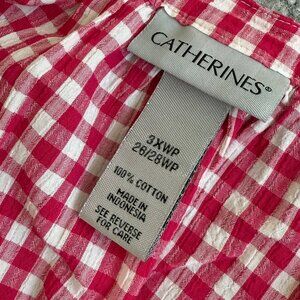 CATHERINES®
3XWP
26/28WP
100% COTTON
MADE IN
INDONESIA
SEE REVERSE
FOR CARE